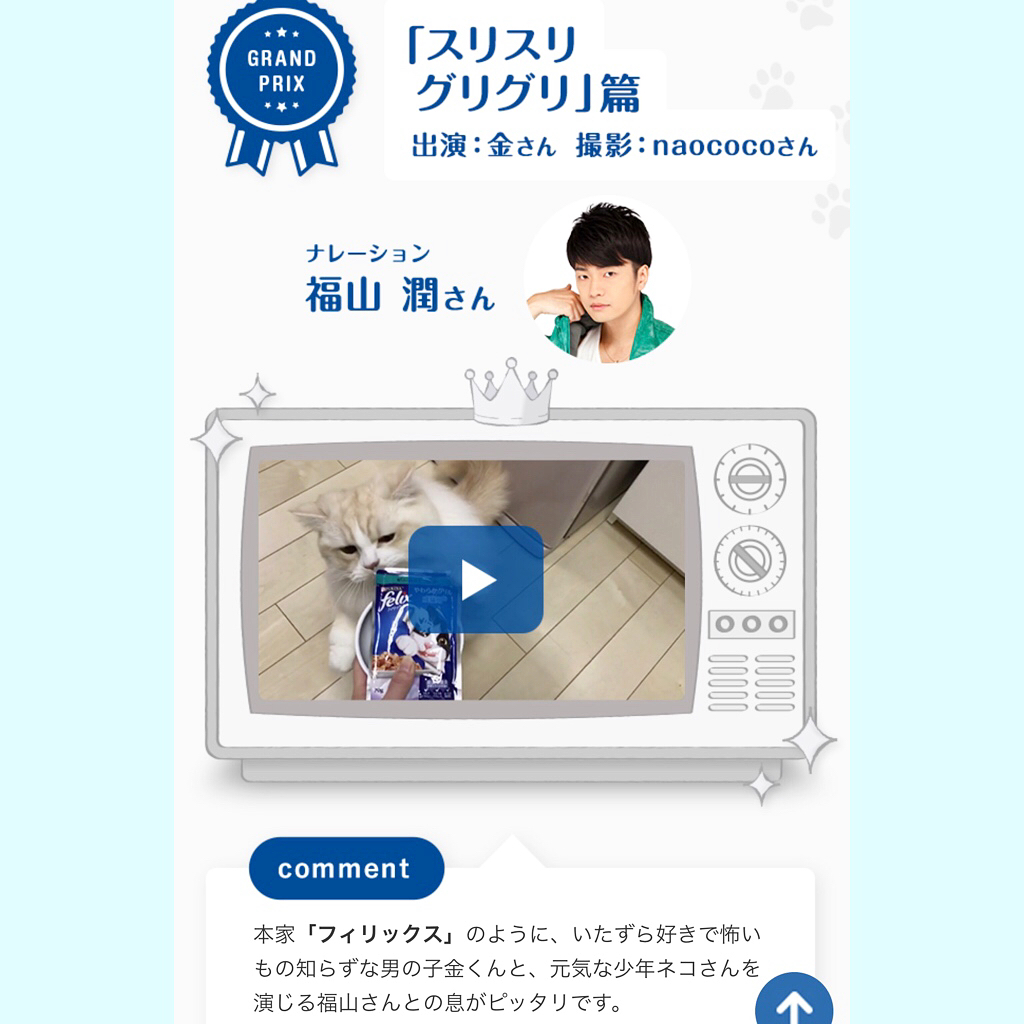 GRAND
PRIX
「スリスリ
グリグリ」篇
出演：金さん 撮影：naococoさん
ナレーション
福山 潤さん
felix
comment
本家「フィリックス」のように、いたずら好きで怖い
もの知らずな男の子金くんと、元気な少年ネコさんを
演じる福山さんとの息がピッタリです。